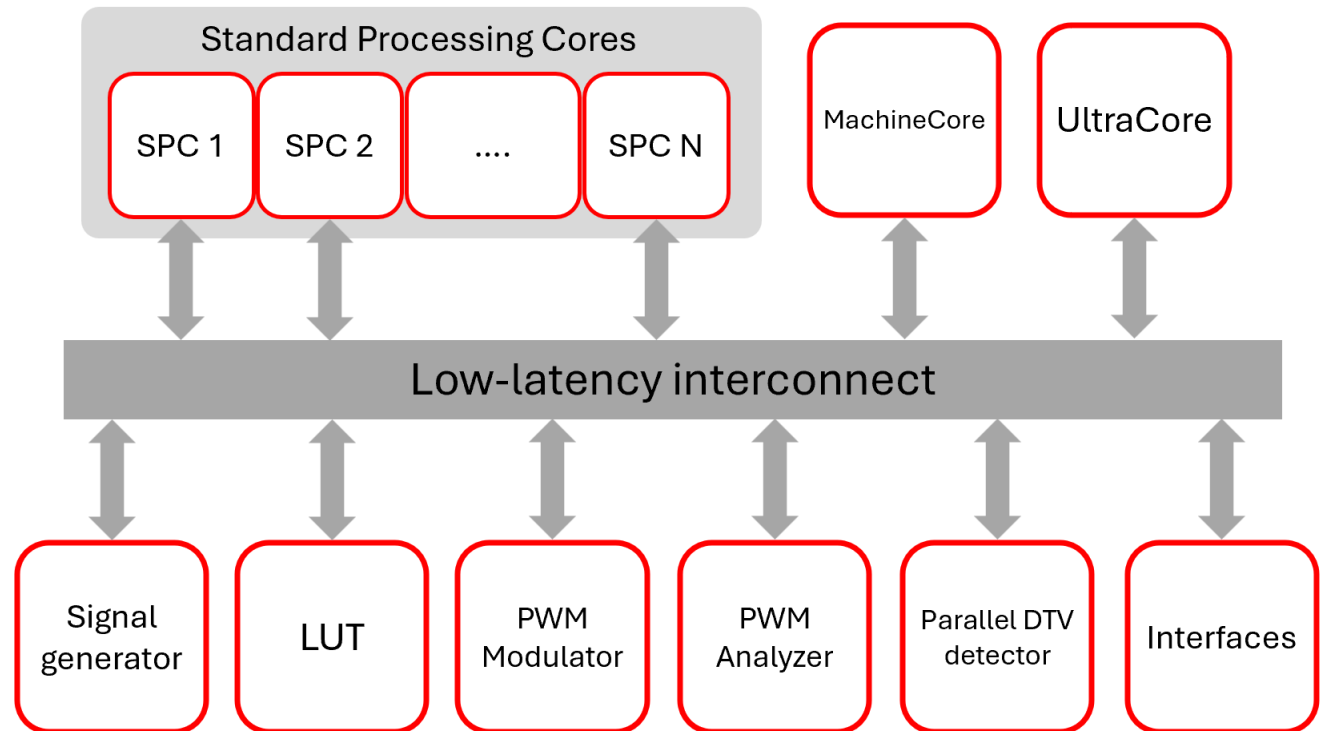 Standard Processing Cores
SPC 1
SPC 2
....
SPC N
MachineCore
UltraCore
Low-latency interconnect
Signal
generator
LUT
PWM
Modulator
PWM
Analyzer
Parallel DTV
detector
Interfaces